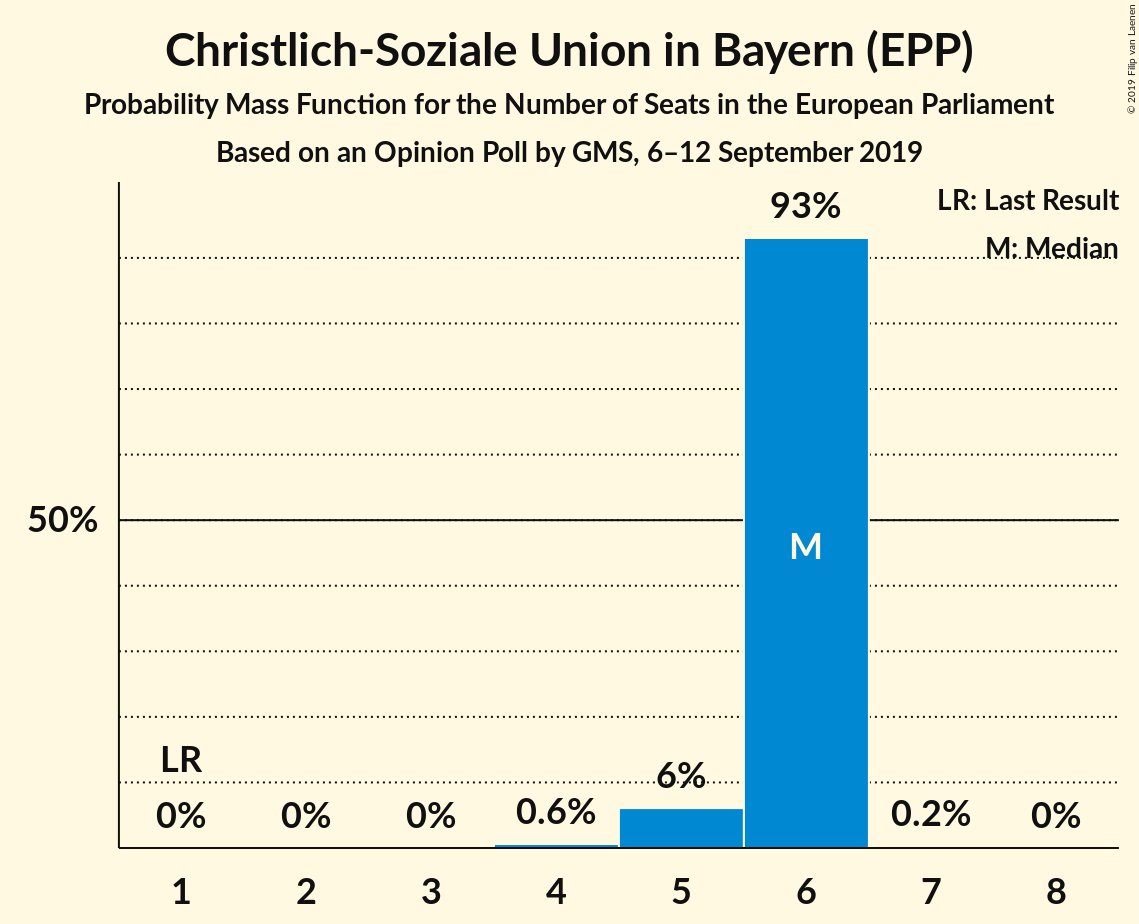 Christlich-Soziale Union in Bayern (EPP)
Probability Mass Function for the Number of Seats in the European Parliament
Based on an Opinion Poll by GMS, 6–12 September 2019
© 2019 Filip van Laenen
LR: Last Result
M: Median
93%
50%
M
LR
0% 0% 0% 0.6% 6% 0.2% 0%
1 2 3 4 5 6 7 8